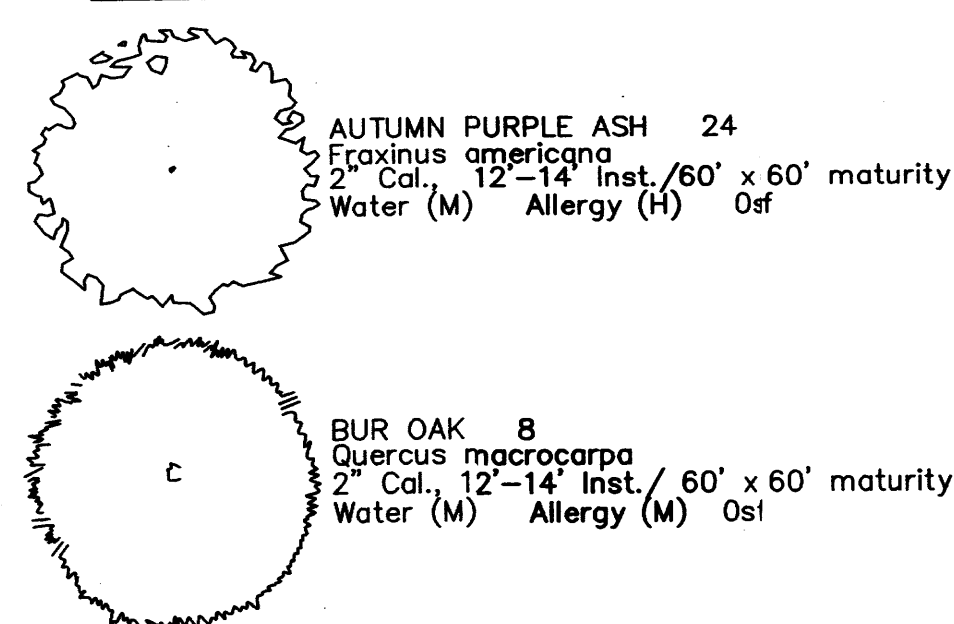 AUTUMN PURPLE ASH 24
Fraxinus americana
2" Cal., 12'-14' Inst./60' x 60' maturity
Water (M) Allergy (H) 0sf
BUR OAK 8
Quercus macrocarpa
2" Cal., 12'-14' Inst./ 60' x 60' maturity
Water (M) Allergy (M) 0sf